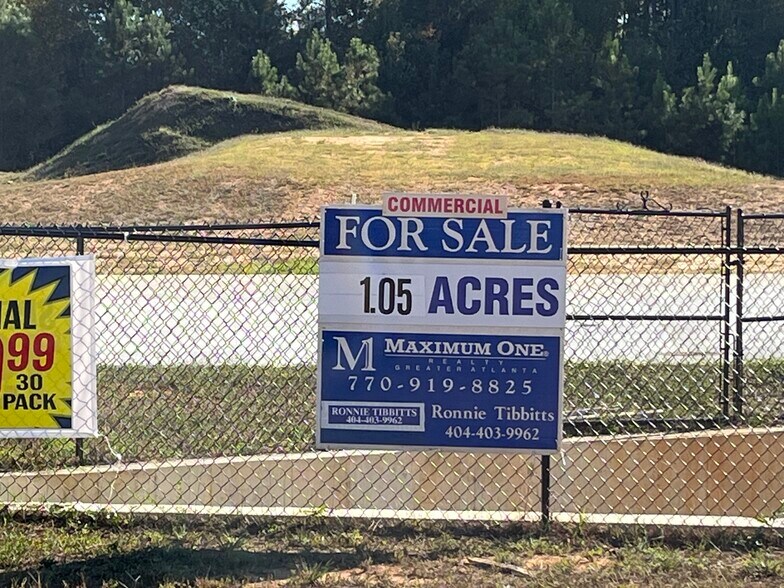 COMMERCIAL
FOR SALE
1.05 ACRES
M MAXIMUM ONE
REALTY
GREATER ATLANTA
770-919-8825
RONNIE TIBBITTS
404-403-9962
Ronnie Tibbitts
404-403-9962
IAL
99
30
PACK